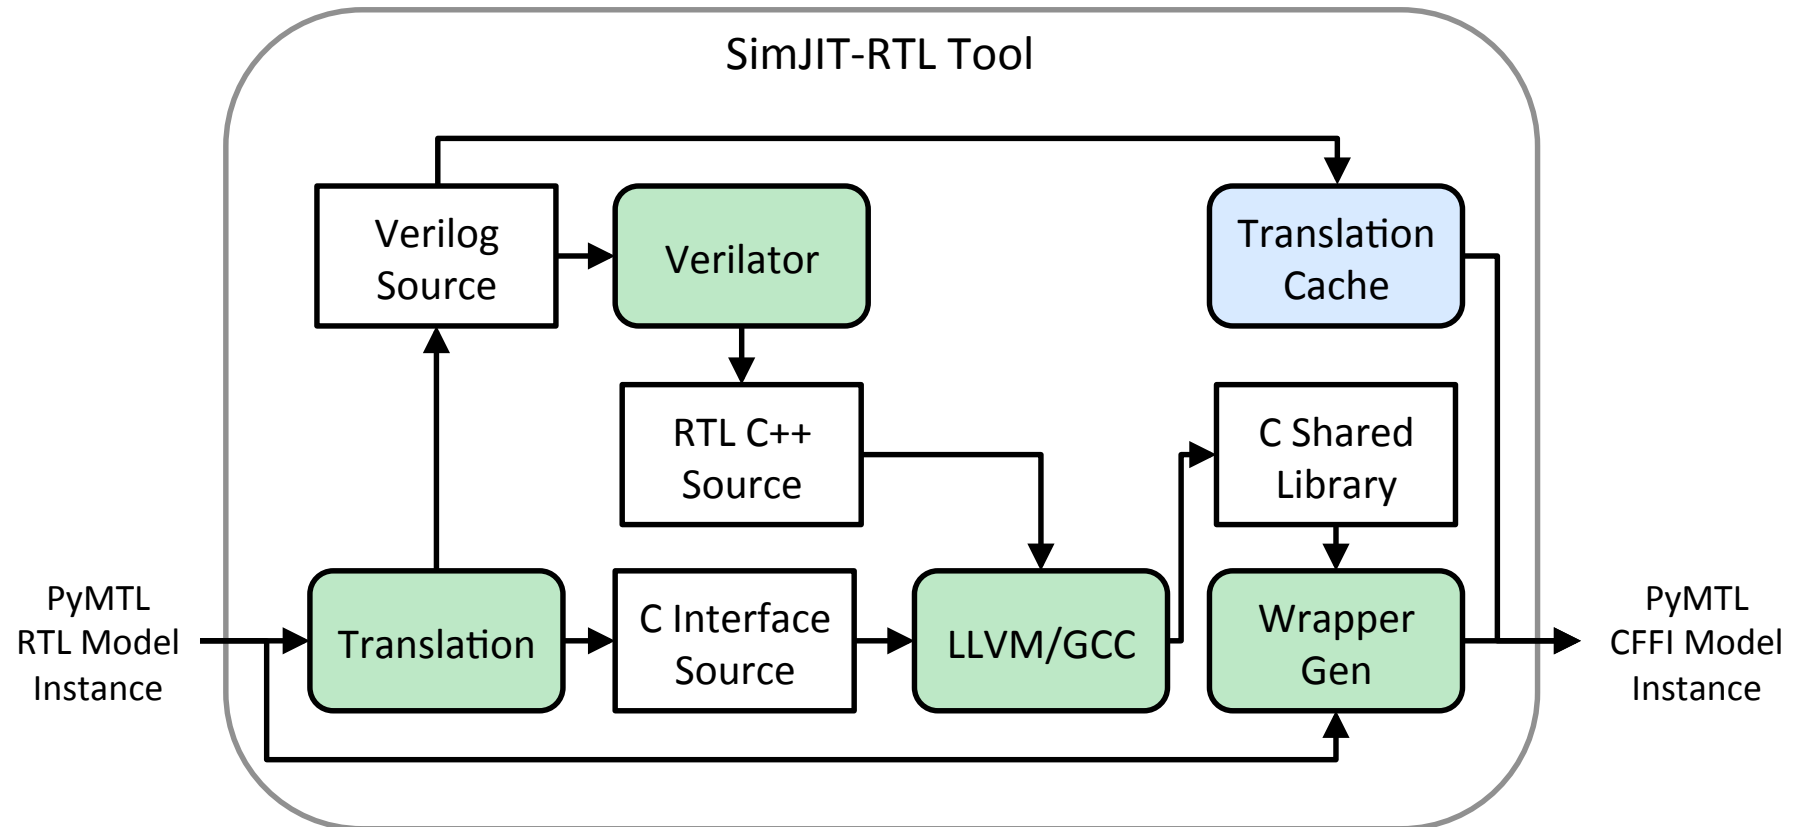 SimJIT-RTL Tool
Verilog
Source
Verilator
Translation
Cache
RTL C++
Source
C Shared
Library
PyMTL
RTL Model
Instance
Translation
C Interface
Source
LLVM/GCC
Wrapper
Gen
PyMTL
CFFI Model
Instance